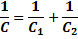 1/C = 1/C₁ + 1/C₂